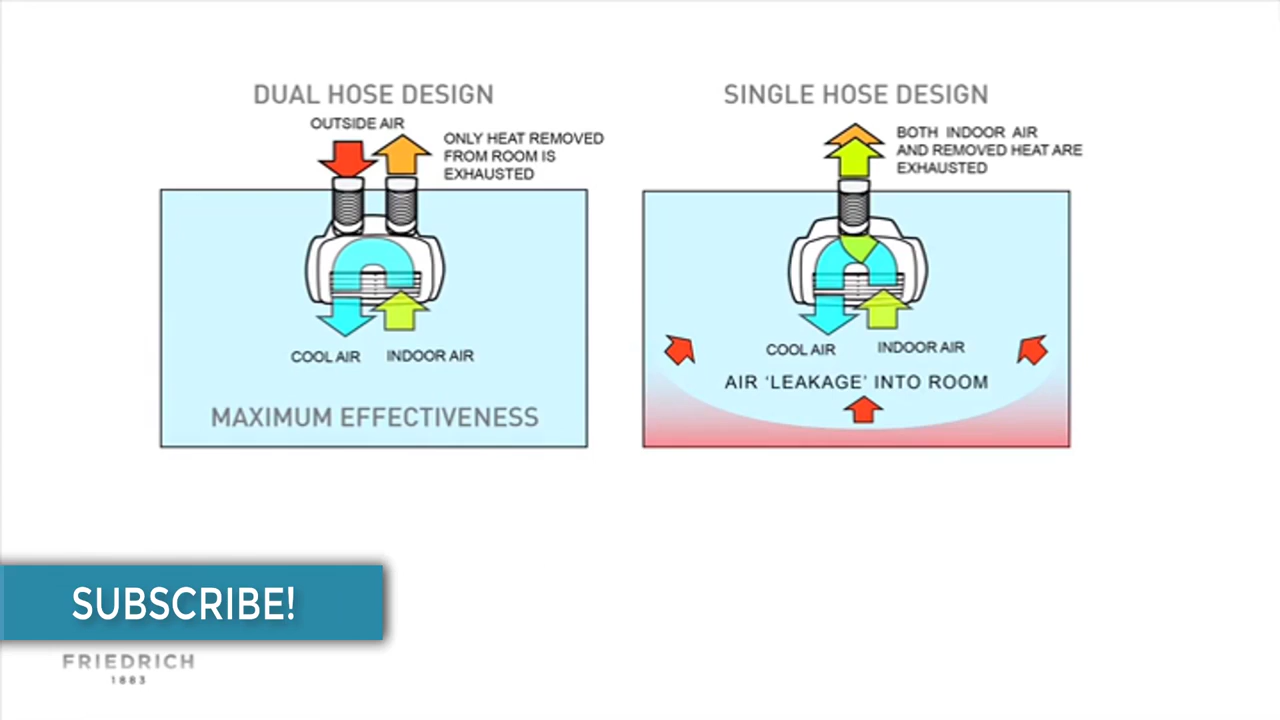 DUAL HOSE DESIGN
OUTSIDE AIR
ONLY HEAT REMOVED
FROM ROOM IS
EXHAUSTED
COOL AIR
INDOOR AIR
MAXIMUM EFFECTIVENESS
SINGLE HOSE DESIGN
BOTH INDOOR AIR
AND REMOVED HEAT ARE
EXHAUSTED
COOL AIR
INDOOR AIR
AIR ‘LEAKAGE’ INTO ROOM
SUBSCRIBE!
FRIEDRICH
1883